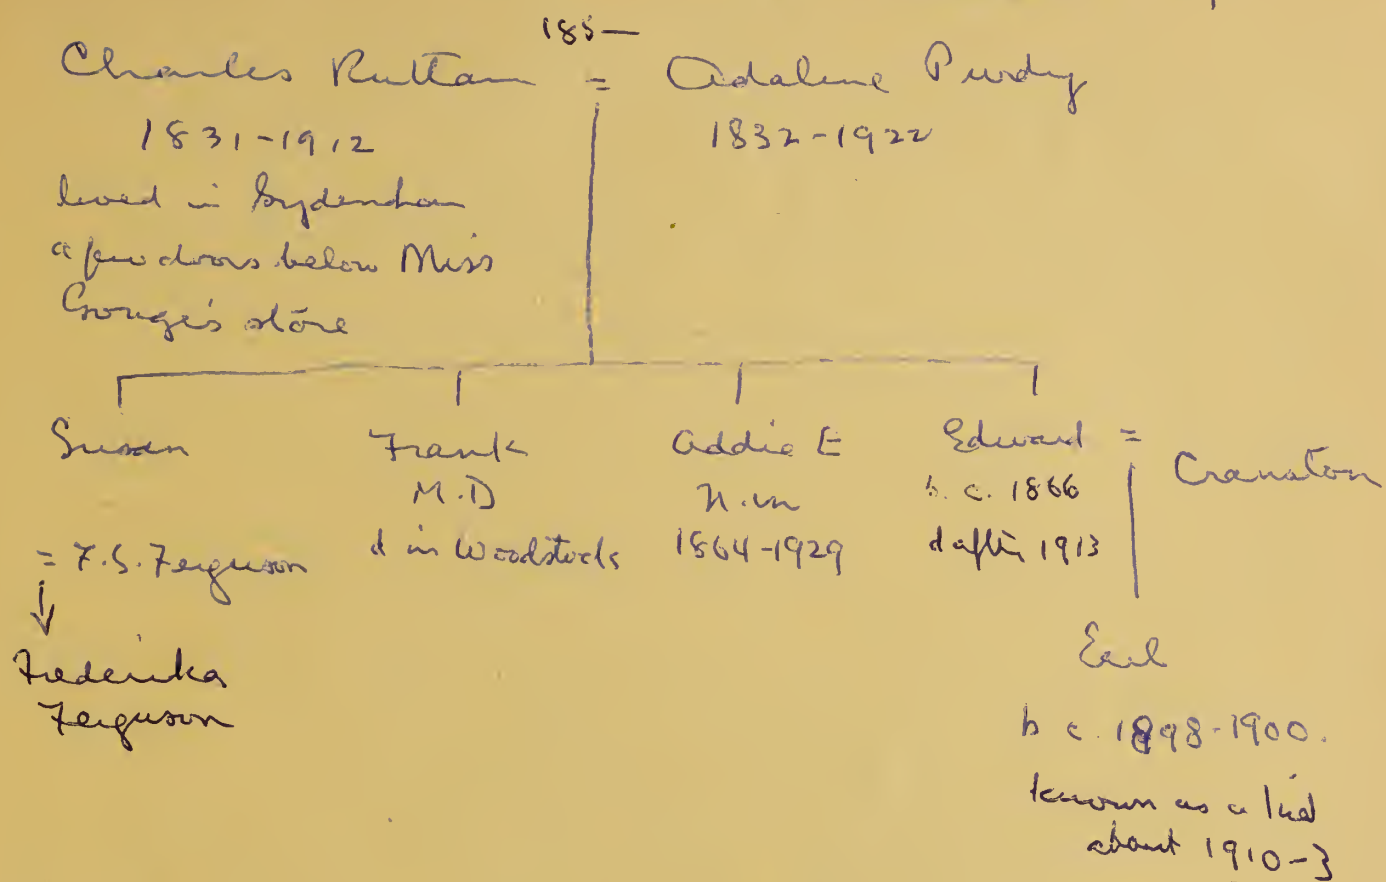 185—
Charles Ruttan = Adaline Purdy
1831-1912 1832-1922
lived in Sydenham
a few doors below Miss
Gouge's store
Susan Frank Addie E Edward = Cranston
M.D n.m b. c. 1866
= F.S. Ferguson d in Woodstock 1864-1929 d after 1913
Frederika
Ferguson
Earl
b c. 1898-1900.
known as a kid
about 1910-3